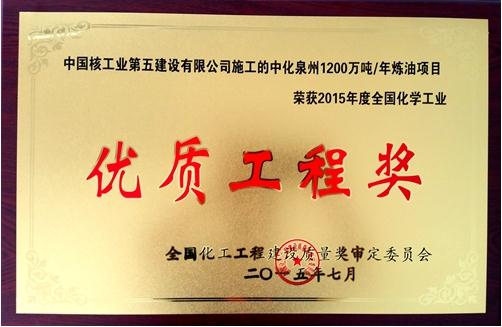 中国核工业第五建设有限公司施工的中化泉州1200万吨/年炼油项目
荣获2015年度全国化学工业
优质工程奖
全国化工工程建设质量奖审定委员会
二〇一五年七月